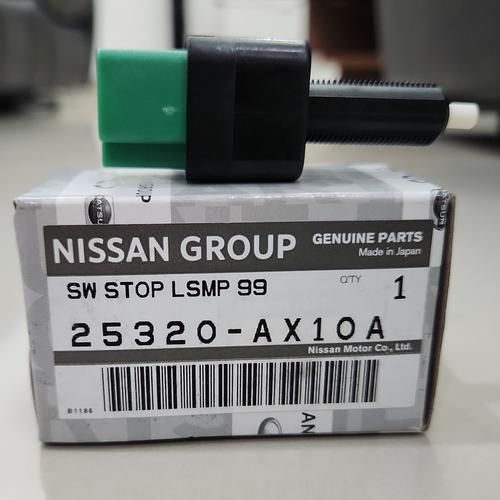 NISSAN GROUP
GENUINE PARTS
Made in Japan
SW STOP LSMP 99
Q'TY
1
25320-AX10A
Nissan Motor Co., Ltd.
B1186